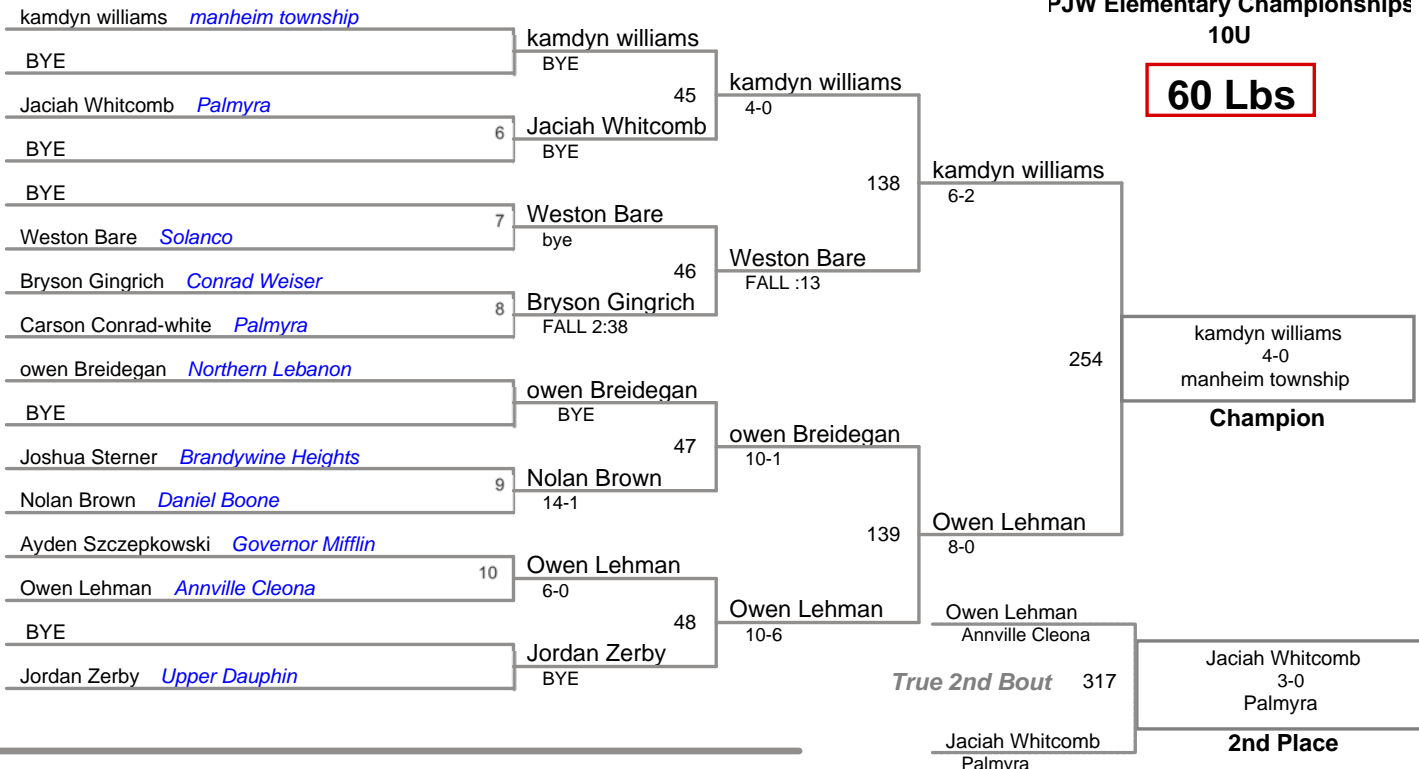 PJW Elementary Championships
10U
60 Lbs
kamdyn williams manheim township
BYE
Jaciah Whitcomb Palmyra
6
BYE
BYE
7
Weston Bare Solanco
Bryson Gingrich Conrad Weiser
8
Carson Conrad-white Palmyra
owen Breidegan Northern Lebanon
BYE
Joshua Sterner Brandywine Heights
9
Nolan Brown Daniel Boone
Ayden Szczepkowski Governor Mifflin
10
Owen Lehman Annville Cleona
BYE
Jordan Zerby Upper Dauphin
kamdyn williams
BYE
45
Jaciah Whitcomb
BYE
Weston Bare
bye
46
Bryson Gingrich
FALL 2:38
owen Breidegan
BYE
47
Nolan Brown
14-1
Owen Lehman
6-0
48
Jordan Zerby
BYE
kamdyn williams
4-0
138
Weston Bare
FALL :13
owen Breidegan
10-1
139
Owen Lehman
10-6
kamdyn williams
6-2
254
Owen Lehman
8-0
kamdyn williams
4-0
manheim township
Champion
Owen Lehman
Annville Cleona
True 2nd Bout 317
Jaciah Whitcomb
Palmyra
Jaciah Whitcomb
3-0
Palmyra
2nd Place